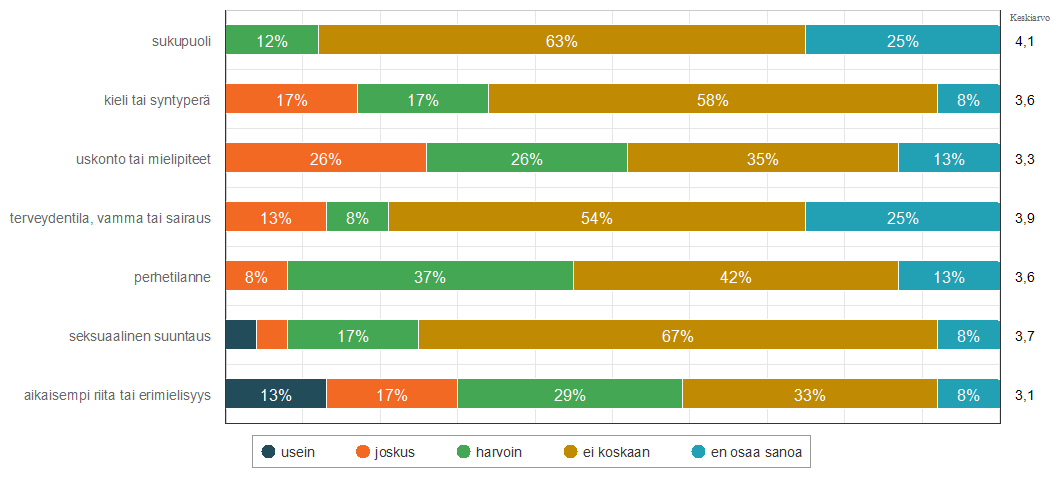 Keskiarvo
sukupuoli 12% 63% 25% 4,1
kieli tai syntyperä 17% 17% 58% 8% 3,6
uskonto tai mielipiteet 26% 26% 35% 13% 3,3
terveydentila, vamma tai sairaus 13% 8% 54% 25% 3,9
perhetilanne 8% 37% 42% 13% 3,6
seksuaalinen suuntaus 17% 67% 8% 3,7
aikaisempi riita tai erimielisyys 13% 17% 29% 33% 8% 3,1
usein joskus harvoin ei koskaan en osaa sanoa